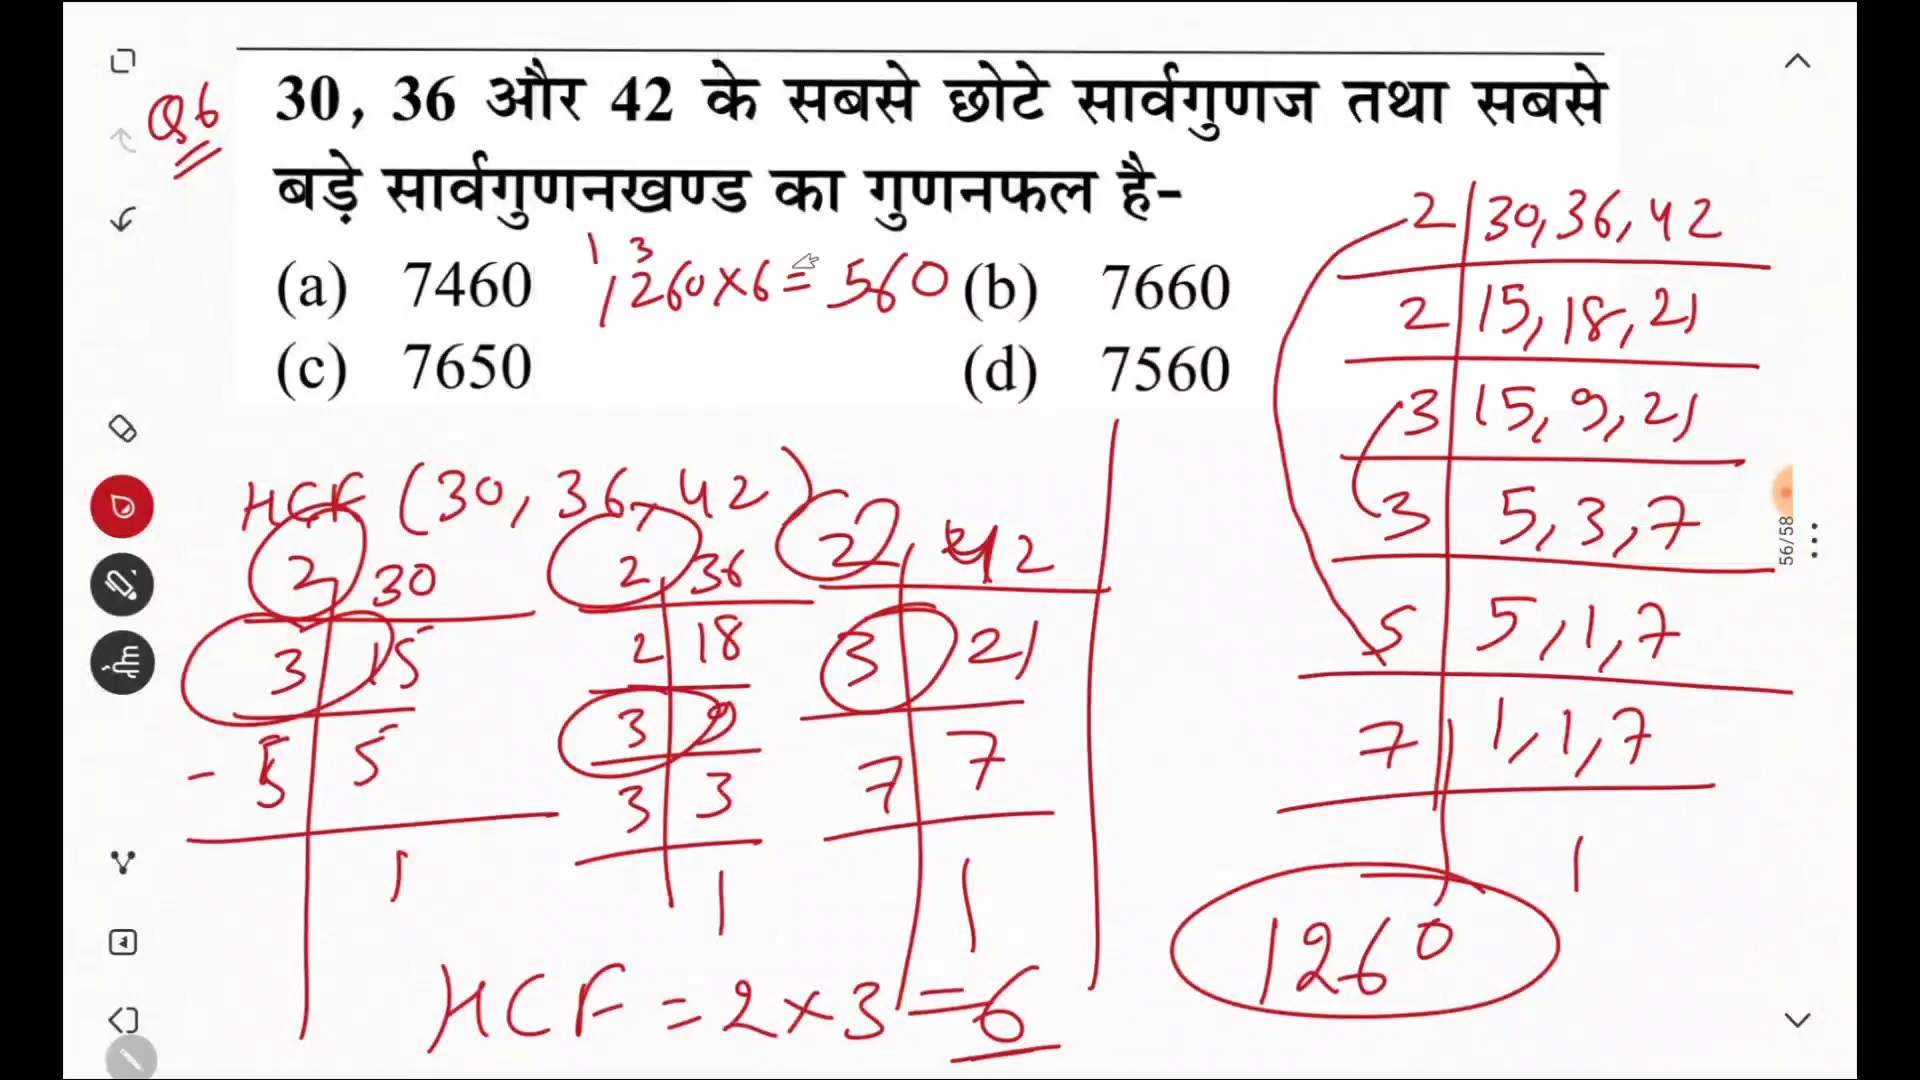 Q6
30, 36 और 42 के सबसे छोटे सार्वगुणज तथा सबसे
बड़े सार्वगुणनखण्ड का गुणनफल है-
1 3
(a) 7460 1260×6=560 (b) 7660
(c) 7650 (d) 7560
HCF (30, 36, 42)
2 30
3 15
5 5
1
2 36
2 18
3 9
3 3
1
2 42
3 21
7 7
1
HCF = 2×3 = 6
2 30, 36, 42
2 15, 18, 21
3 15, 9, 21
3 5, 3, 7
5 5, 1, 7
7 1, 1, 7
1
1260
56/58